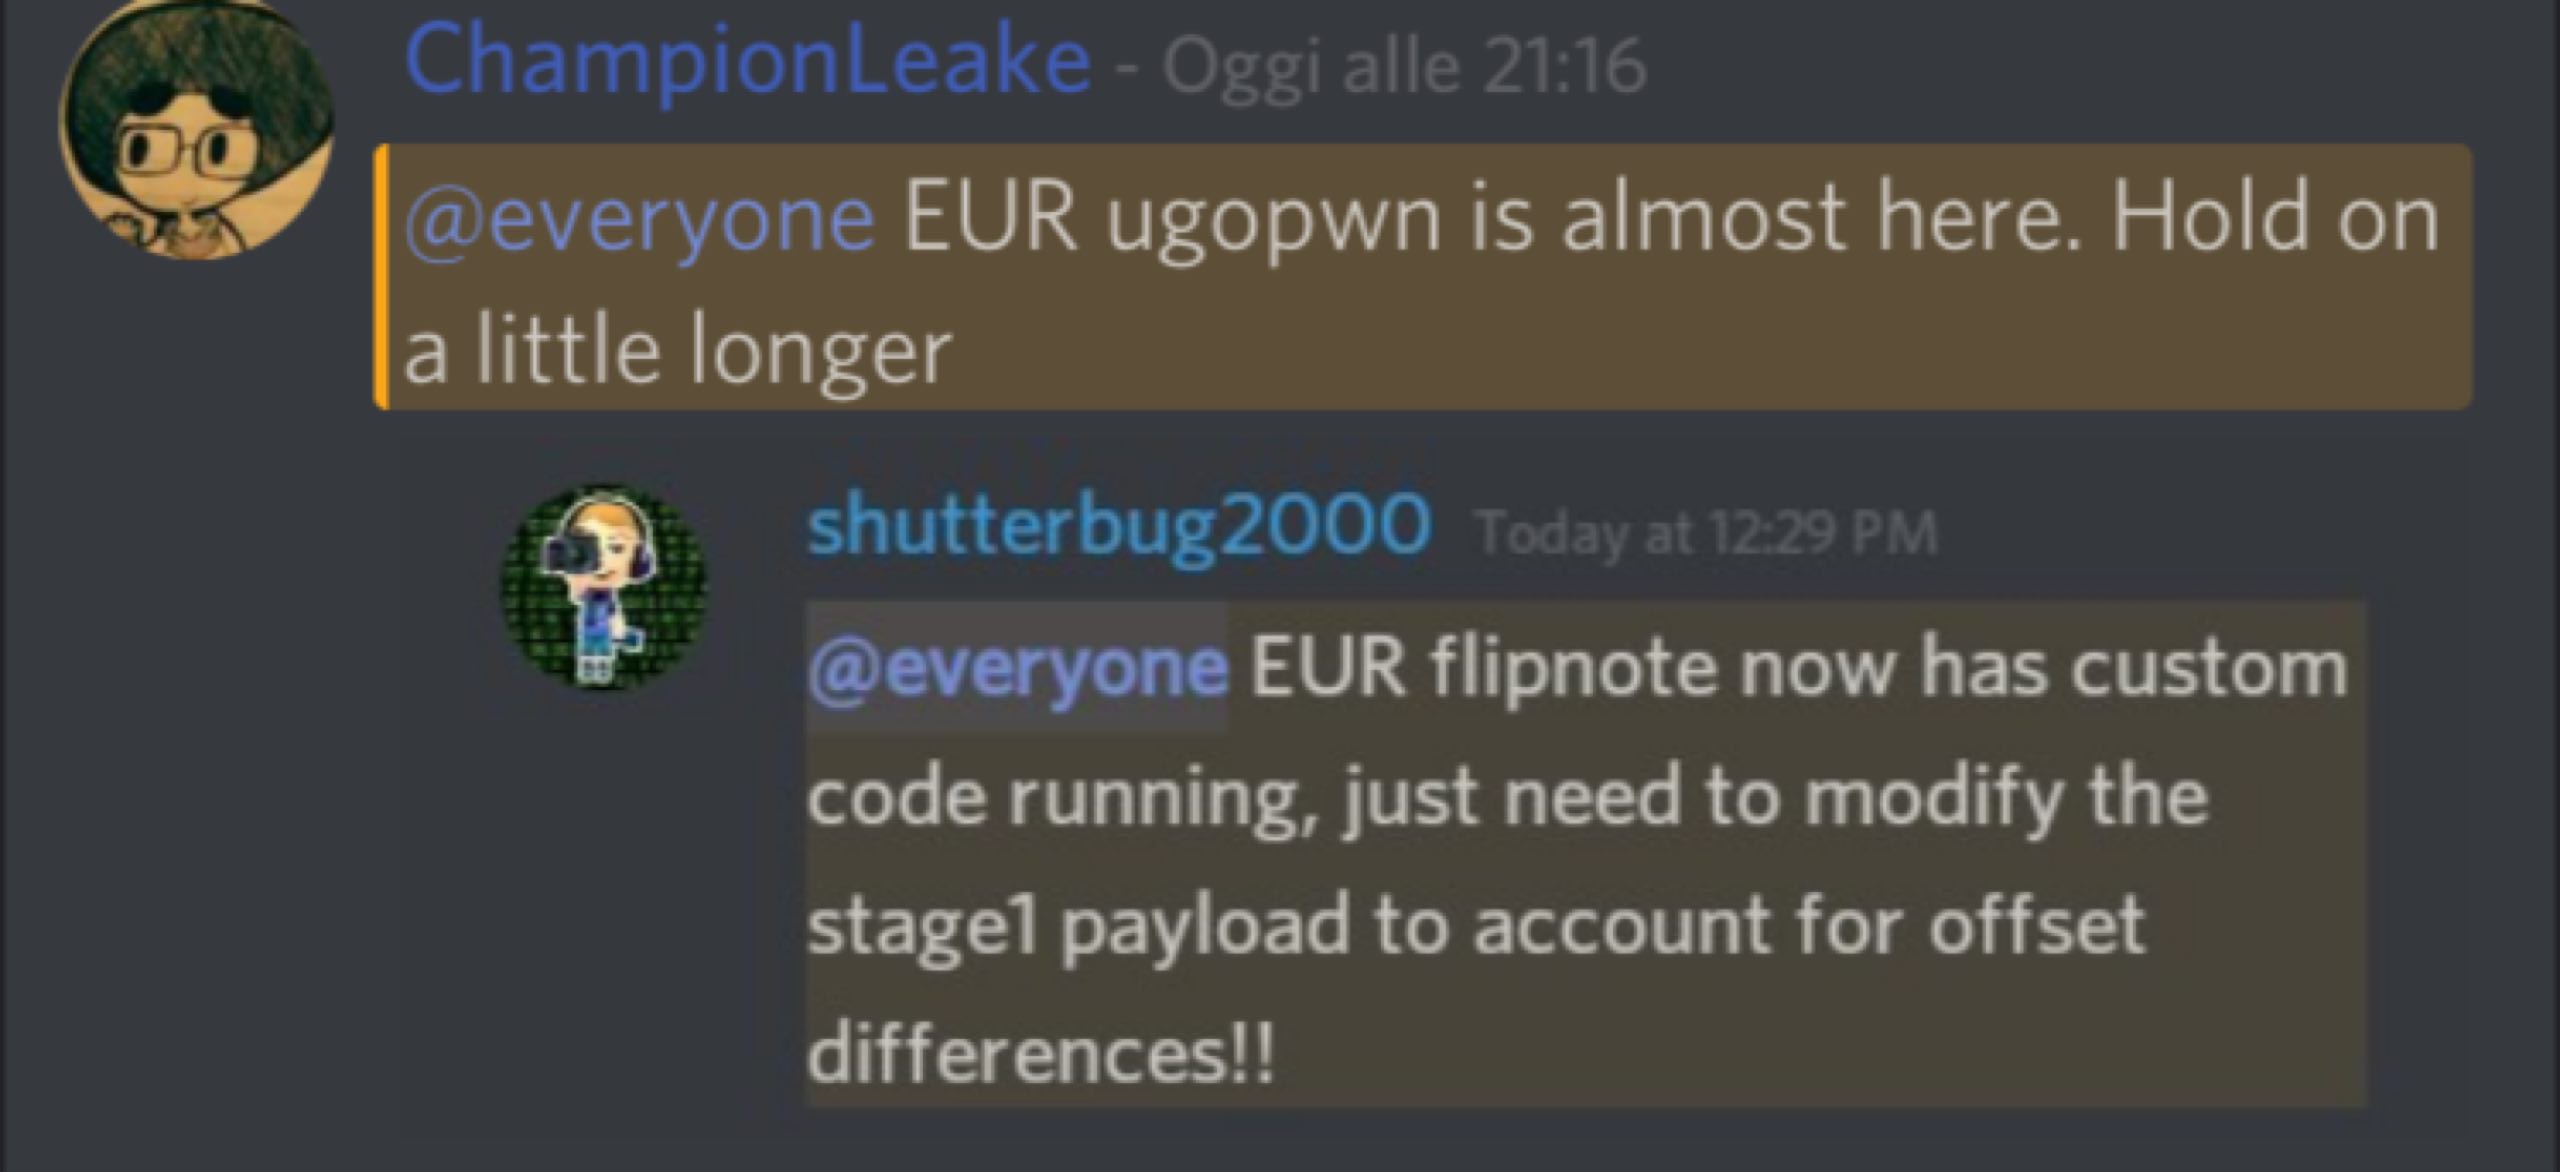 ChampionLeake - Oggi alle 21:16
@everyone EUR ugopwn is almost here. Hold on
a little longer
shutterbug2000 Today at 12:29 PM
@everyone EUR flipnote now has custom
code running, just need to modify the
stage1 payload to account for offset
differences!!